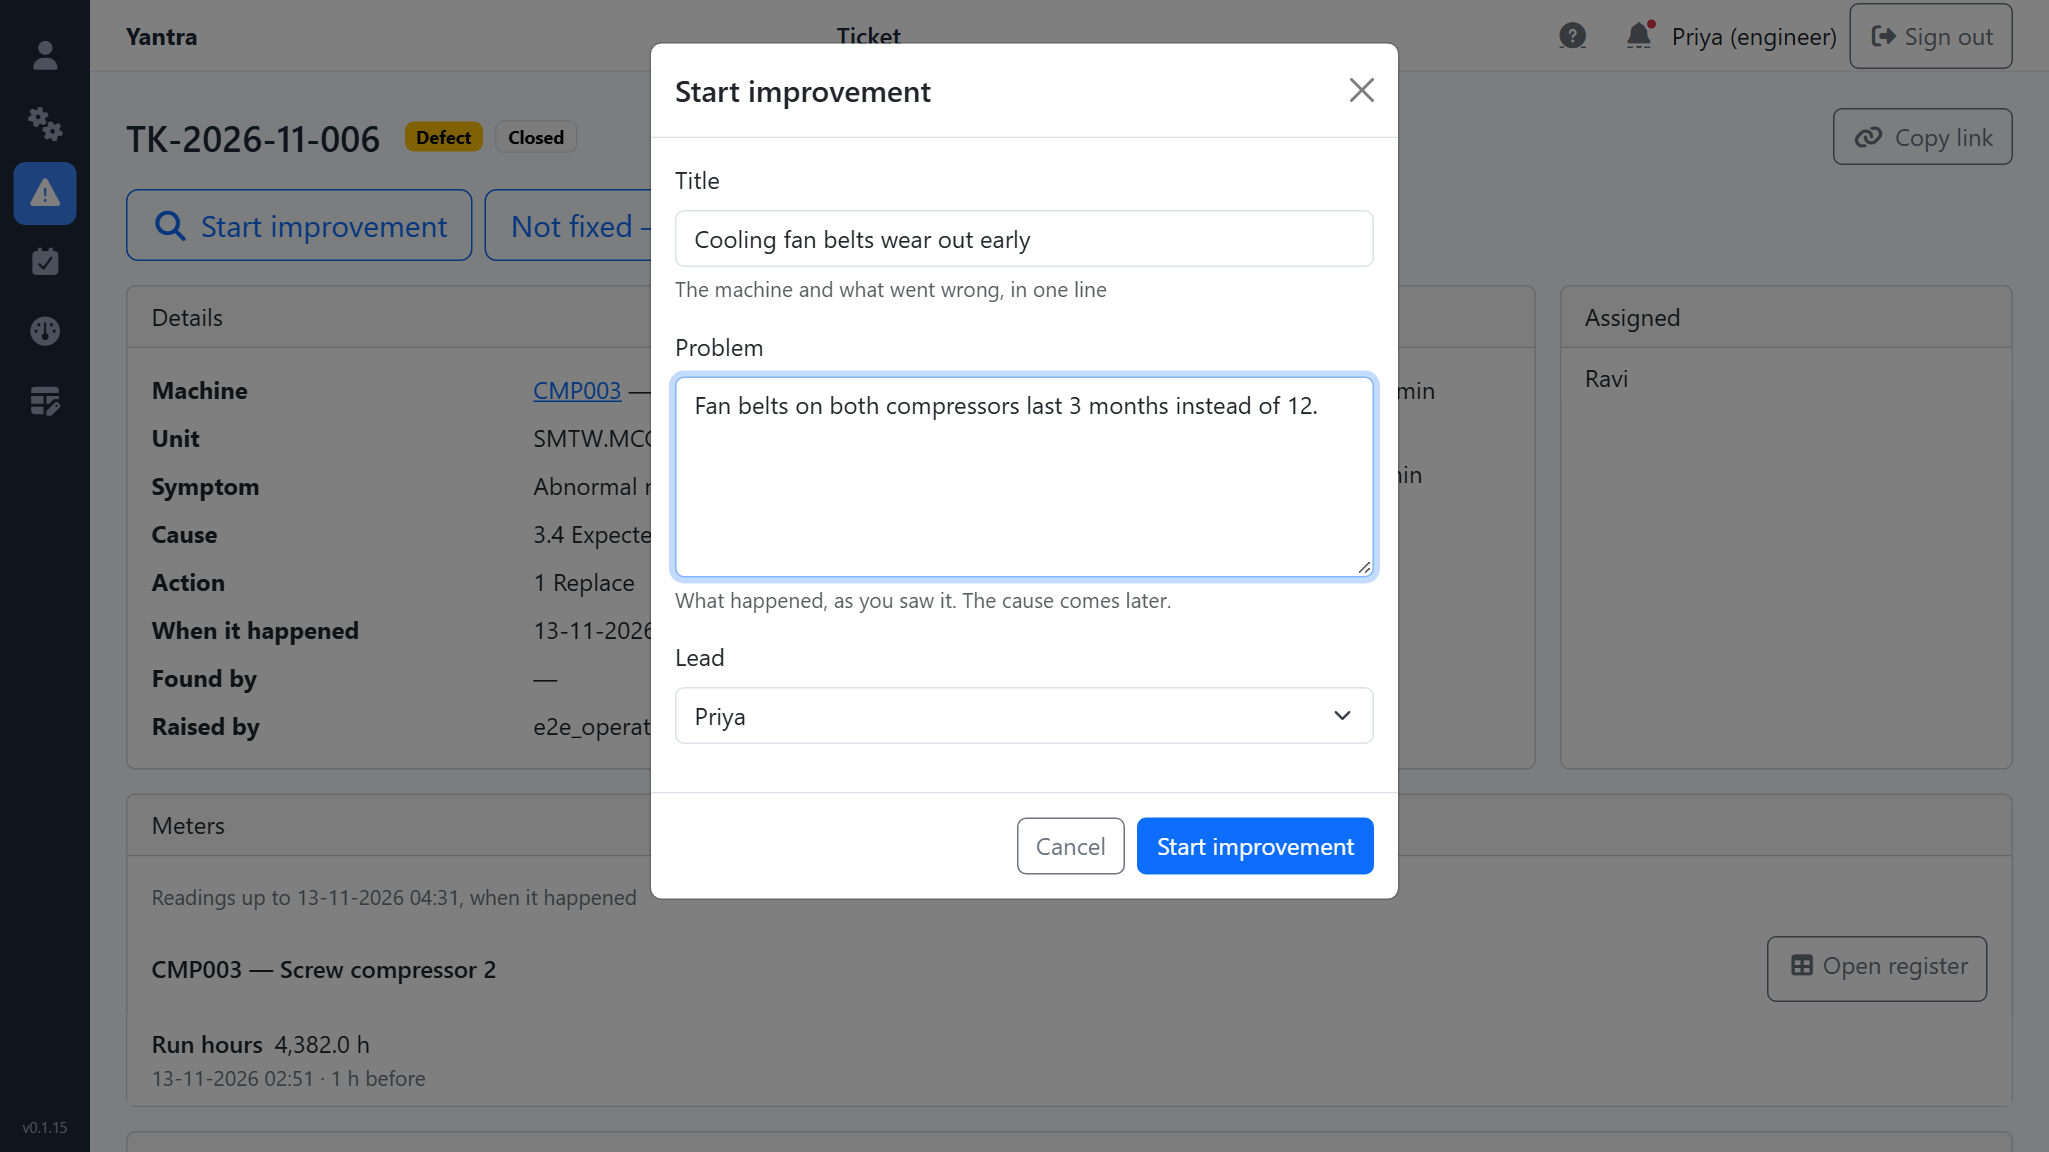 Yantra
Ticket
Priya (engineer)
Sign out
TK-2026-11-006
Defect
Closed
Copy link
Start improvement
Not fixed
Details
Machine
CMP003 —
Unit
SMTW.MC
Symptom
Abnormal
Cause
3.4 Expecte
Action
1 Replace
When it happened
13-11-2026
Found by
—
Raised by
e2e_operat
min
Assigned
Ravi
Start improvement
Title
Cooling fan belts wear out early
The machine and what went wrong, in one line
Problem
Fan belts on both compressors last 3 months instead of 12.
What happened, as you saw it. The cause comes later.
Lead
Priya
Cancel
Start improvement
Meters
Readings up to 13-11-2026 04:31, when it happened
CMP003 — Screw compressor 2
Open register
Run hours 4,382.0 h
13-11-2026 02:51 · 1 h before
v0.1.15